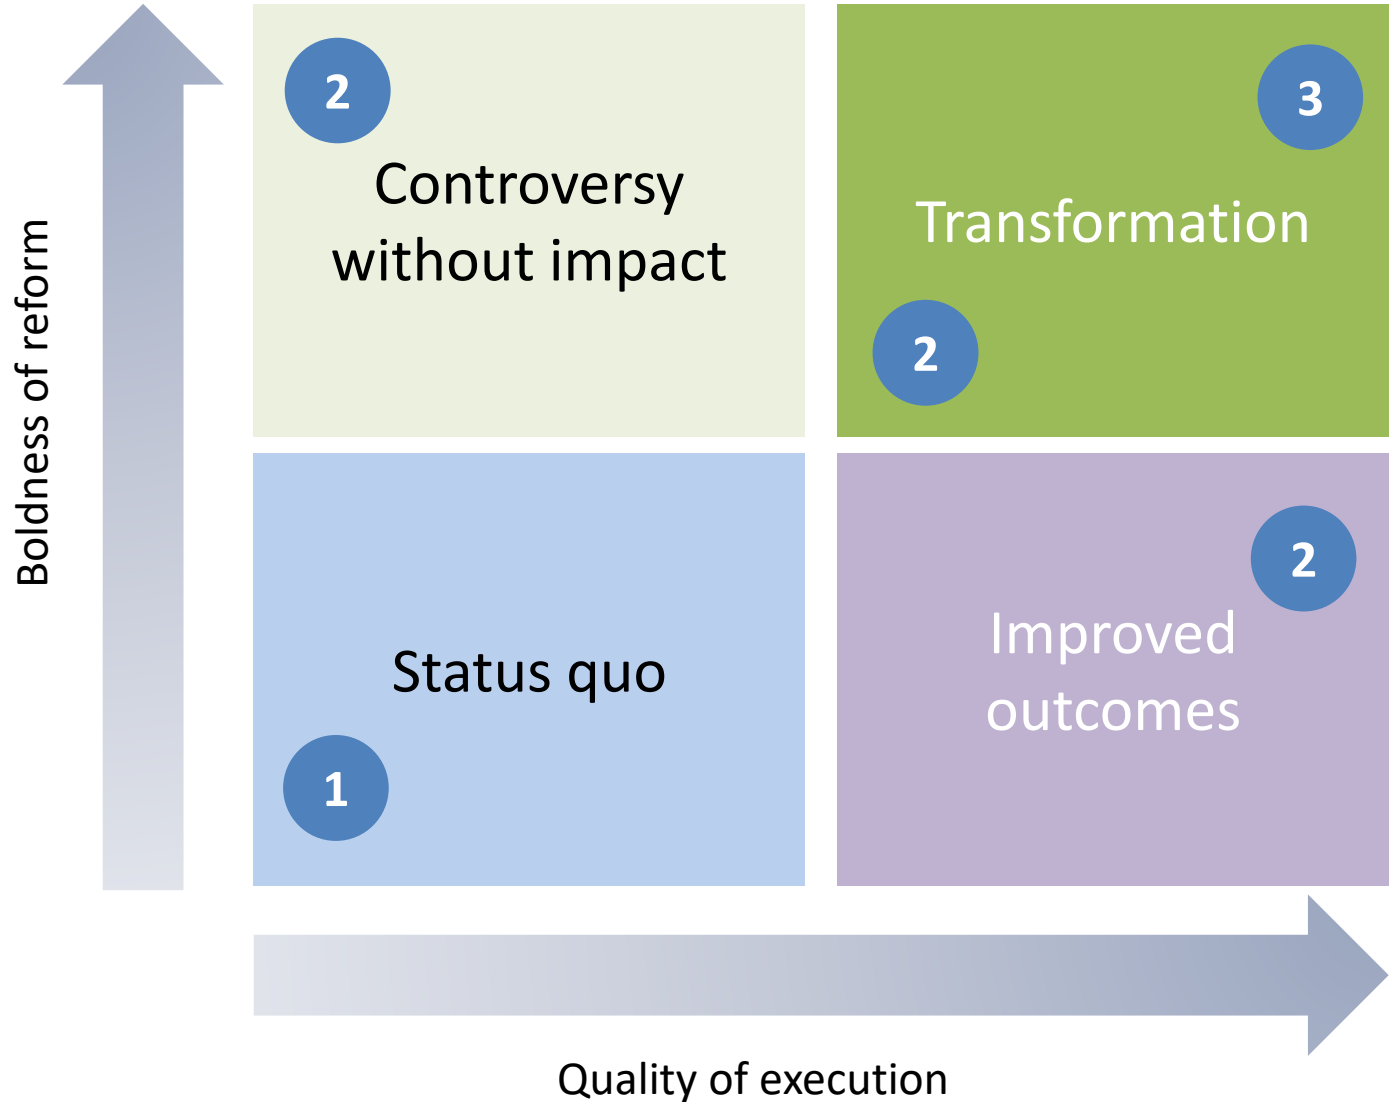 2
Controversy
without impact
3
Transformation
2
Boldness of reform
Status quo
1
2
Improved
outcomes
Quality of execution